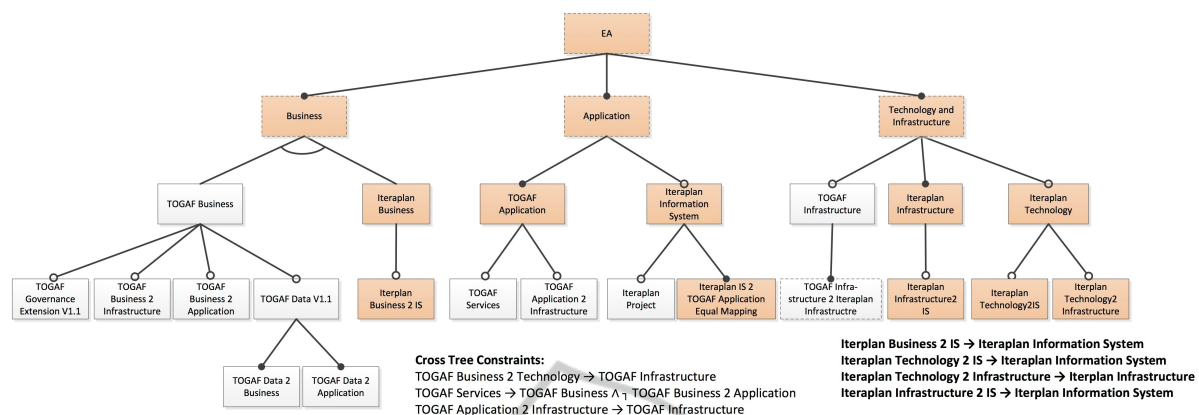 EA
Business
Application
Technology and
Infrastructure
TOGAF Business
Iteraplan
Business
TOGAF
Application
Iteraplan
Information
System
TOGAF
Infrastructure
Iteraplan
Infrastructure
Iteraplan
Technology
TOGAF
Governance
Extension V1.1
TOGAF
Business 2
Infrastructure
TOGAF
Business 2
Application
TOGAF Data V1.1
Iterplan
Business 2 IS
TOGAF
Services
TOGAF
Application 2
Infrastructure
Iteraplan
Project
Iterplan IS 2
TOGAF Application
Equal Mapping
TOGAF Infra-
structure 2 Iteraplan
Infrastructre
Iteraplan
Infrastructure2
IS
Iteraplan
Technology2IS
Iterplan
Technology2
Infrastructure
TOGAF Data 2
Business
TOGAF Data 2
Application
Cross Tree Constraints:
TOGAF Business 2 Technology → TOGAF Infrastructure
TOGAF Services → TOGAF Business Λ ┐ TOGAF Business 2 Application
TOGAF Application 2 Infrastructure → TOGAF Infrastructure
Iterplan Business 2 IS → Iteraplan Information System
Iteraplan Technology 2 IS → Iteraplan Information System
Iteraplan Technology 2 Infrastructure → Iterplan Infrastructure
Iteraplan Infrastructure 2 IS → Iterplan Information System